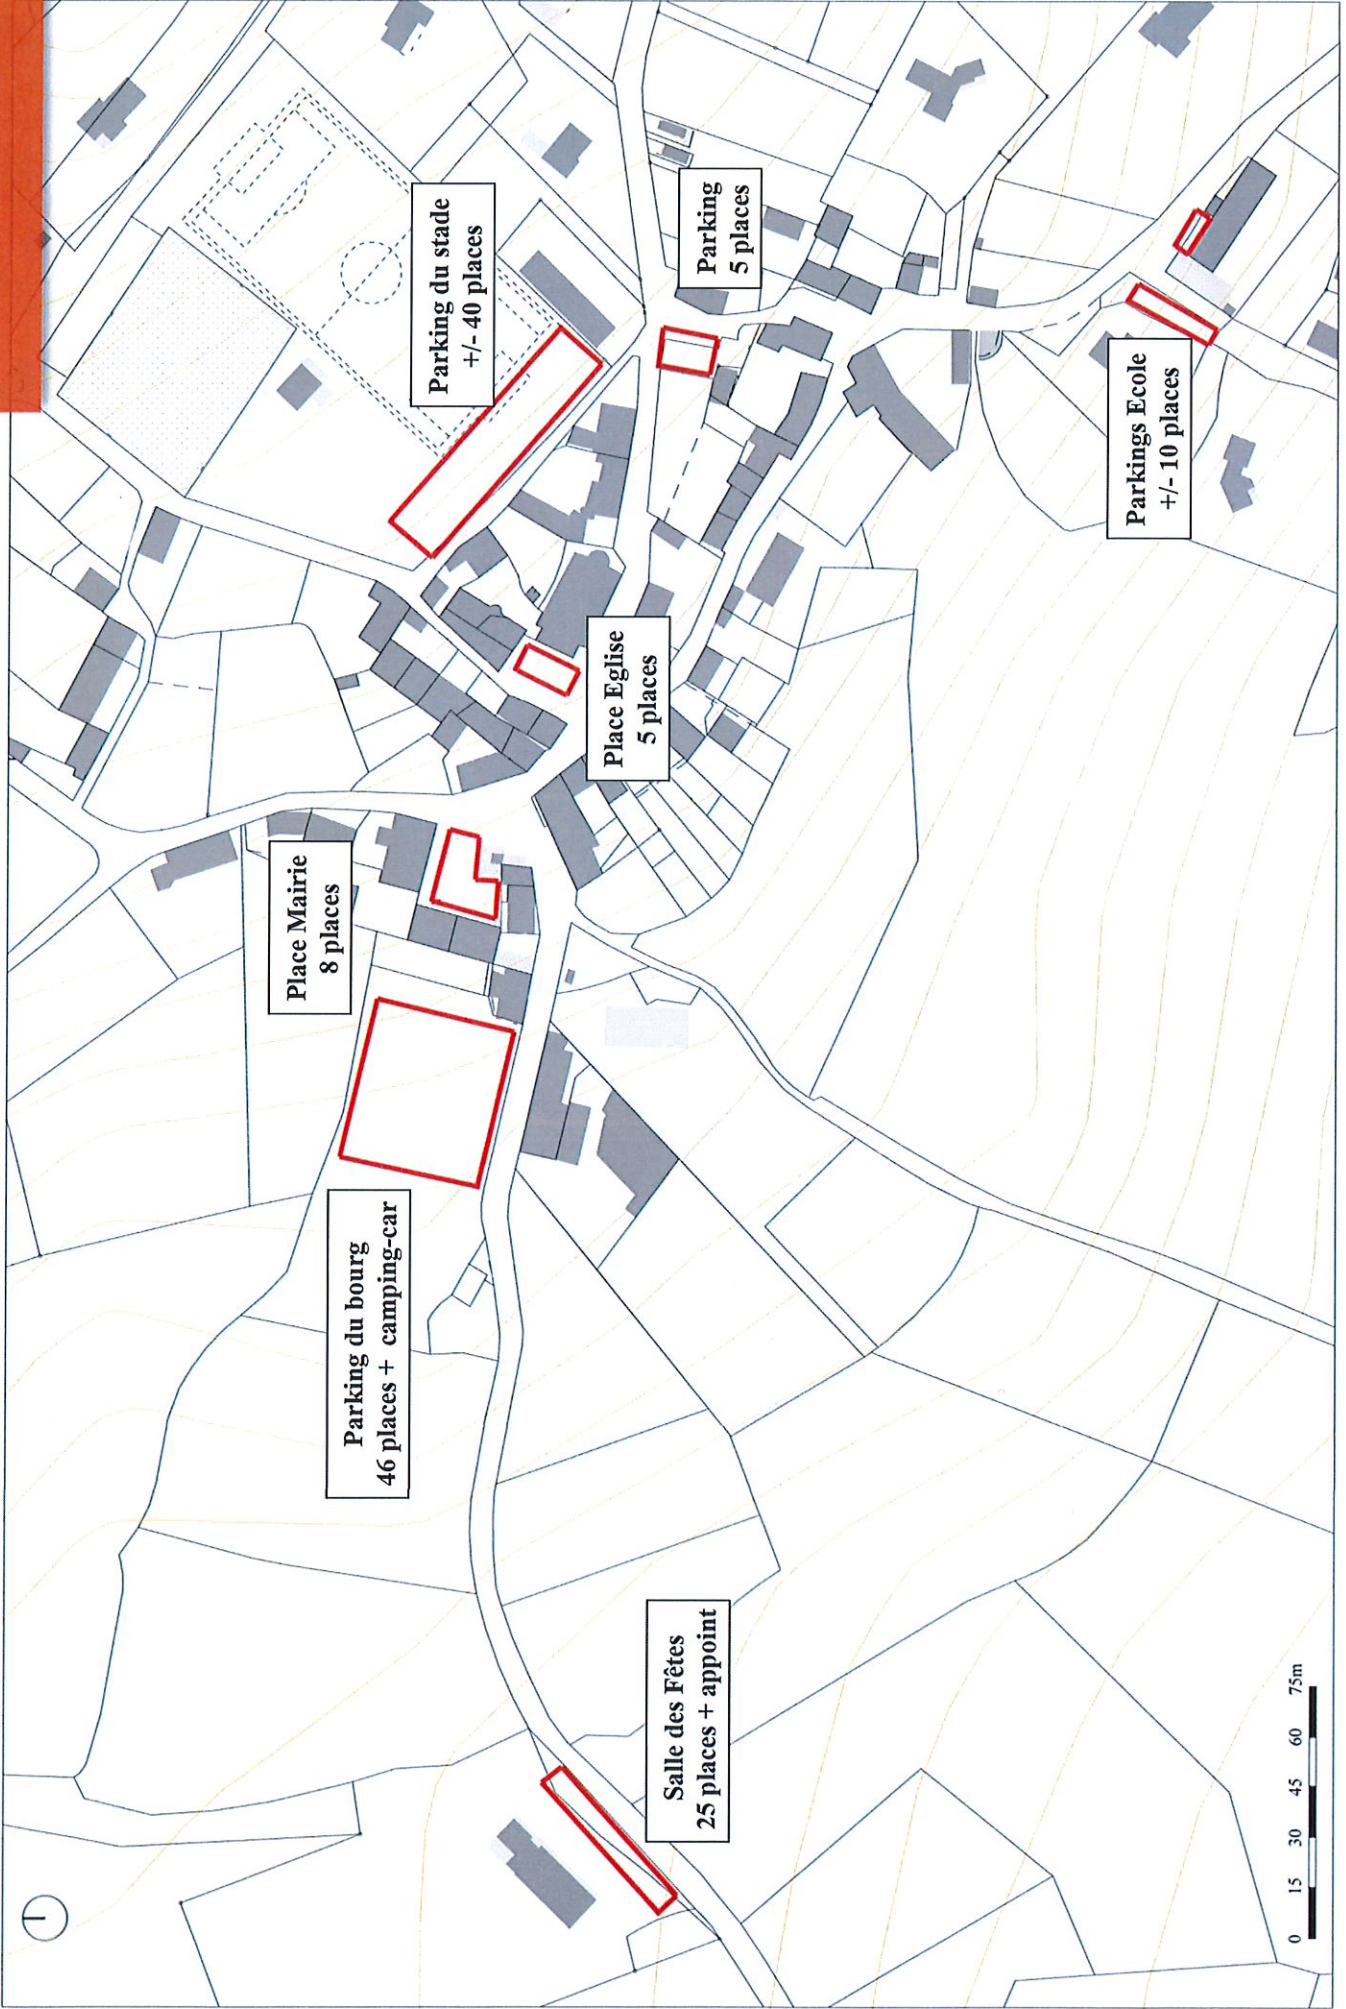 Parking du stade
+/- 40 places
Parking
5 places
Parkings Ecole
+/- 10 places
Place Eglise
5 places
Place Mairie
8 places
Parking du bourg
46 places + camping-car
Salle des Fêtes
25 places + appoint
0 15 30 45 60 75m